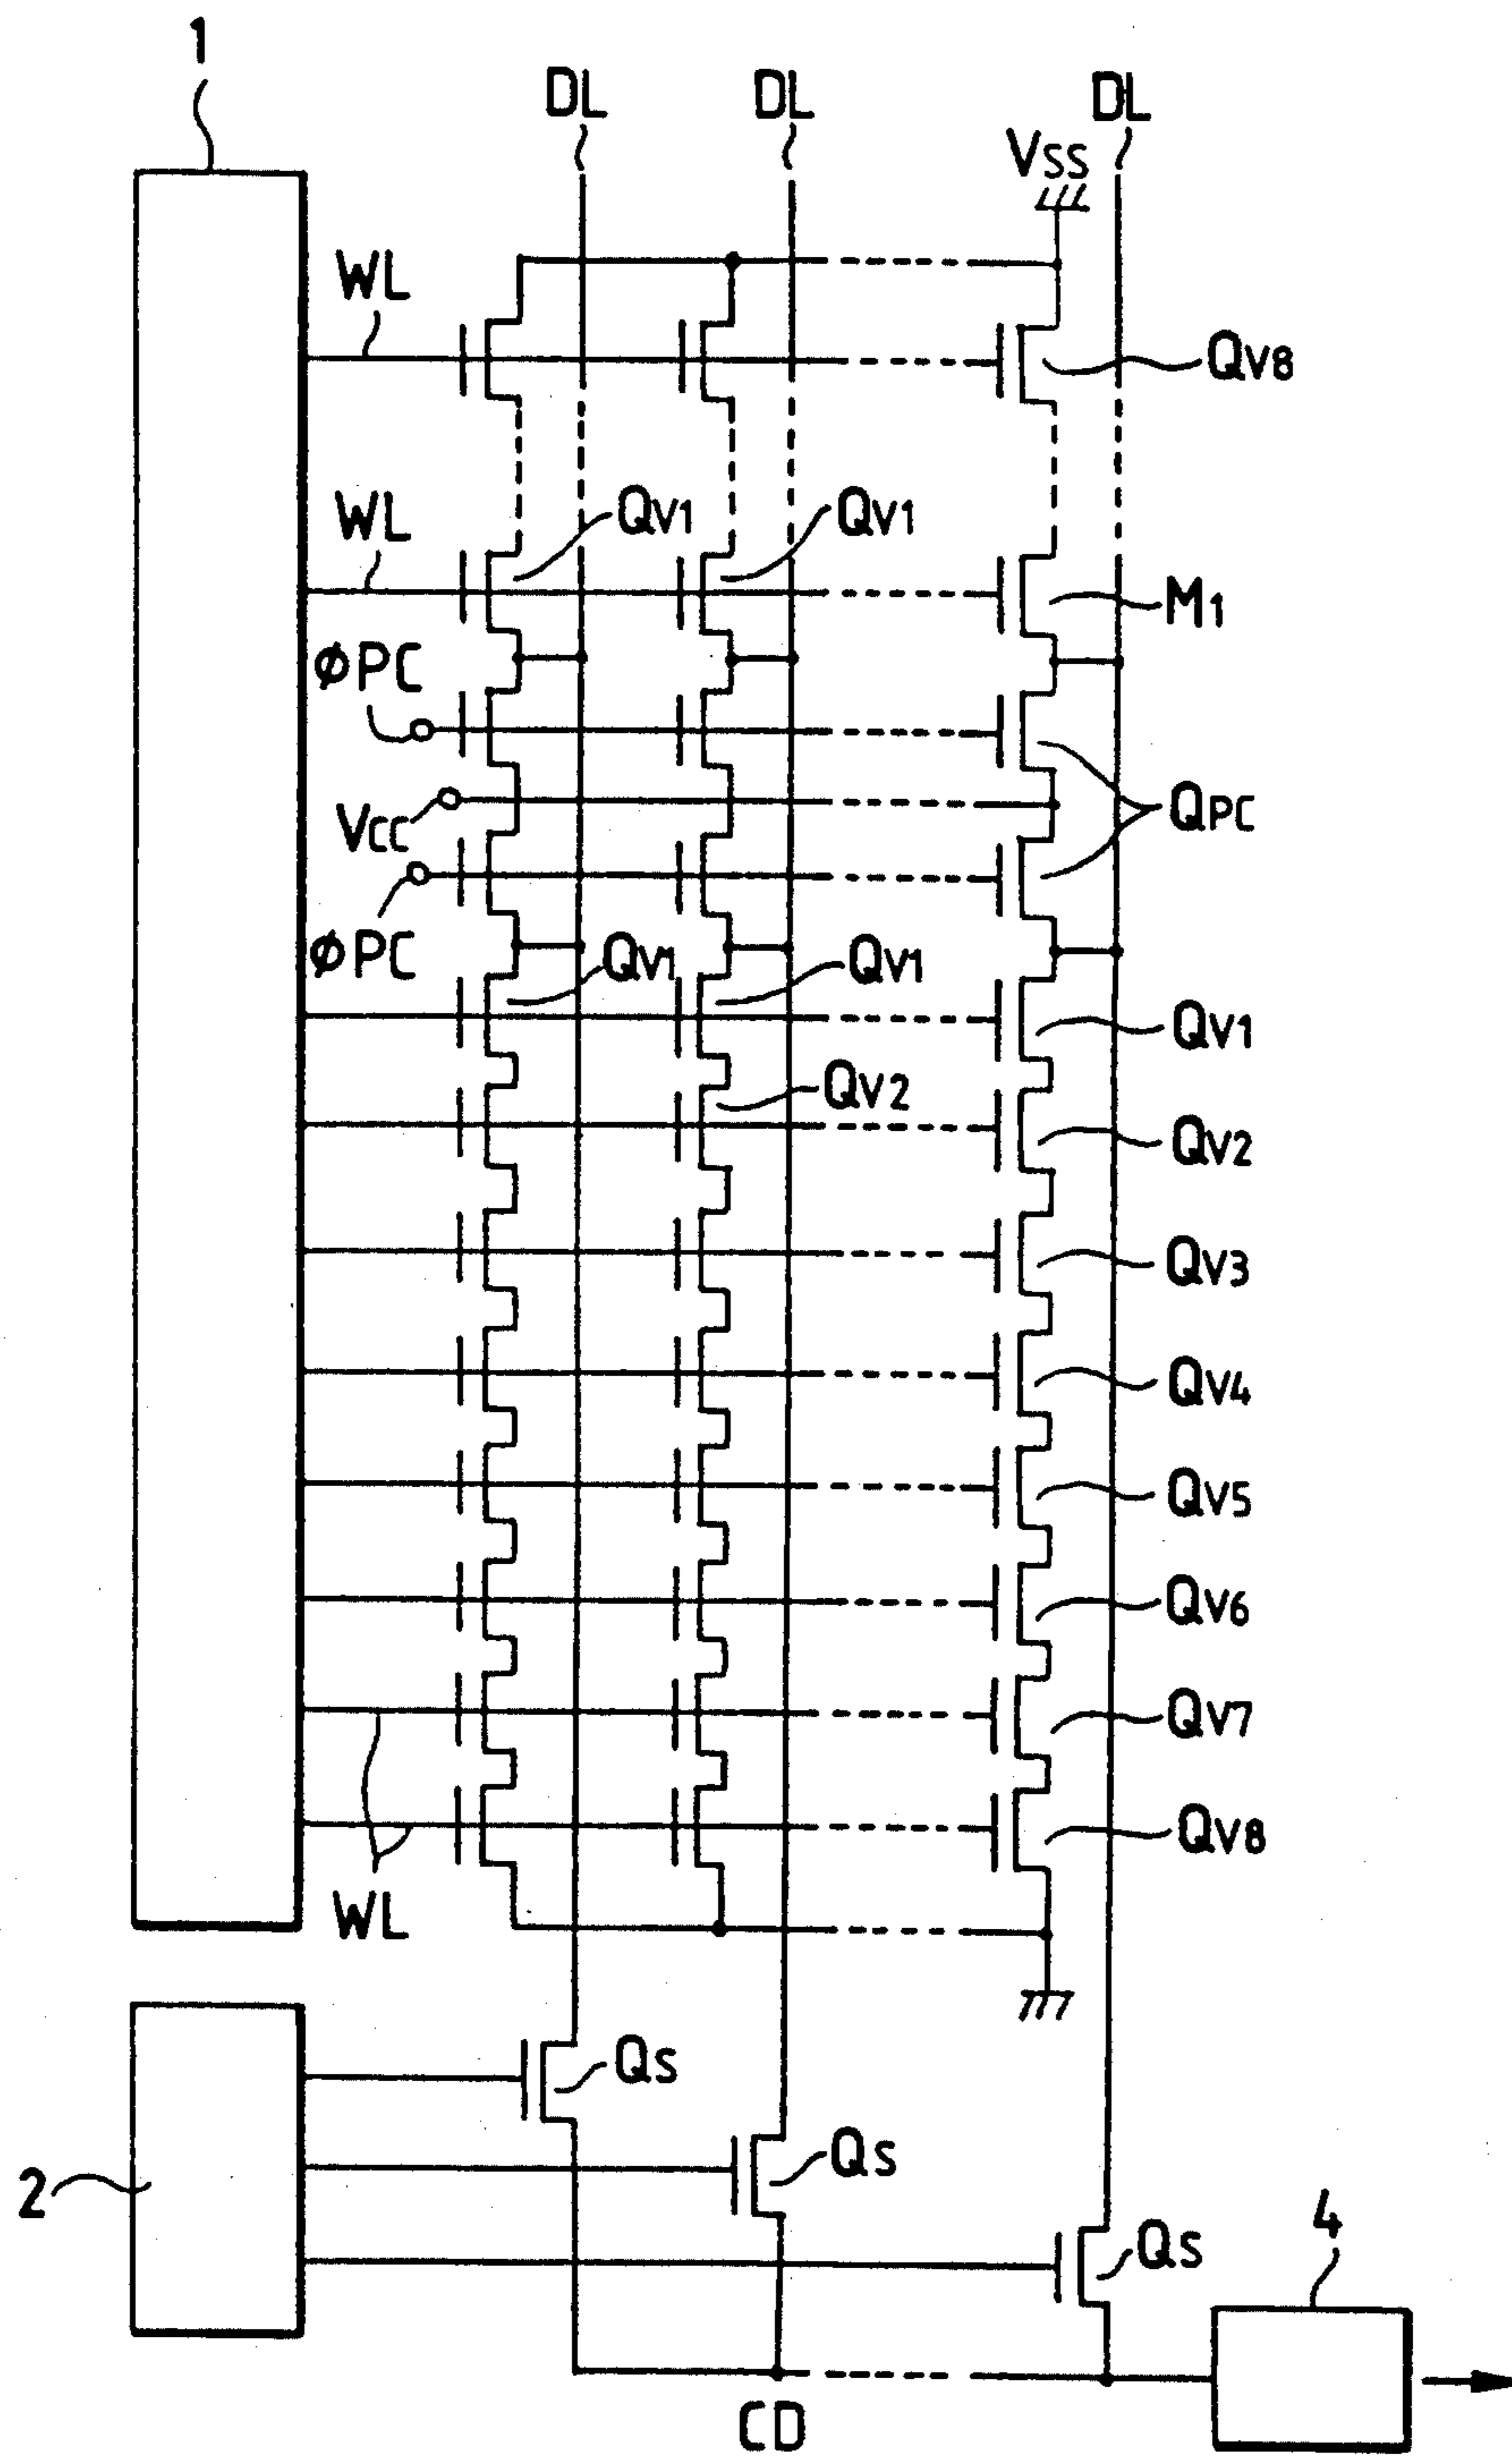 1
DL DL DL
VSS
WL
QV8
WL QV1 QV1
M1
φPC
VCC QPC
φPC QV1 QV1
QV1
QV2
QV2
QV3
QV4
QV5
QV6
QV7
QV8
WL
QS
2 QS
QS 4
CD